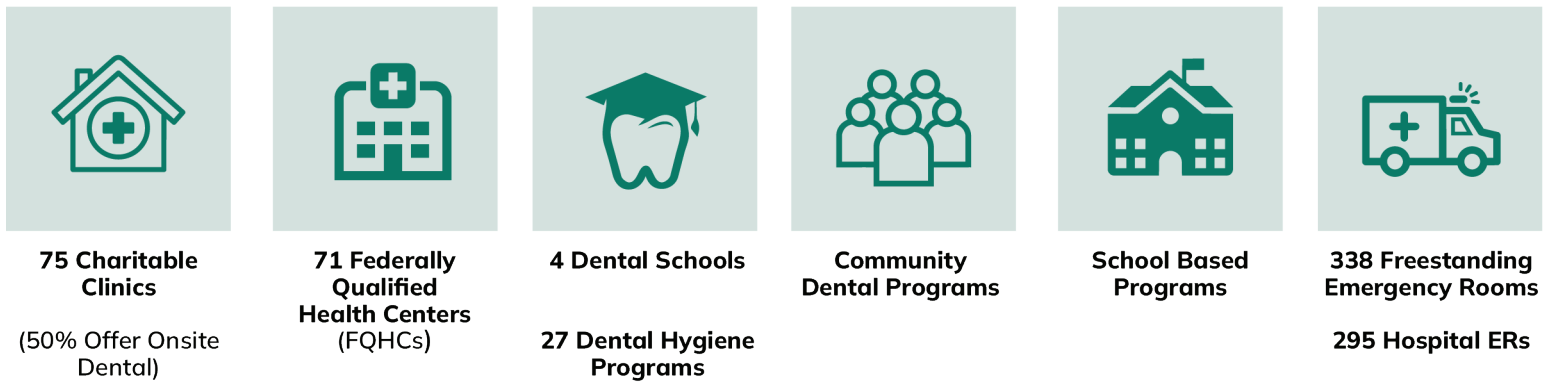 75 Charitable
Clinics
(50% Offer Onsite
Dental)
71 Federally
Qualified
Health Centers
(FQHCs)
4 Dental Schools
27 Dental Hygiene
Programs
Community
Dental Programs
School Based
Programs
338 Freestanding
Emergency Rooms
295 Hospital ERs